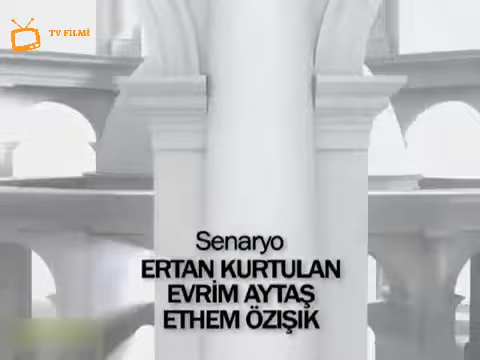 TV FİLMİ
Senaryo
ERTAN KURTULAN
EVRİM AYTAŞ
ETHEM ÖZIŞIK